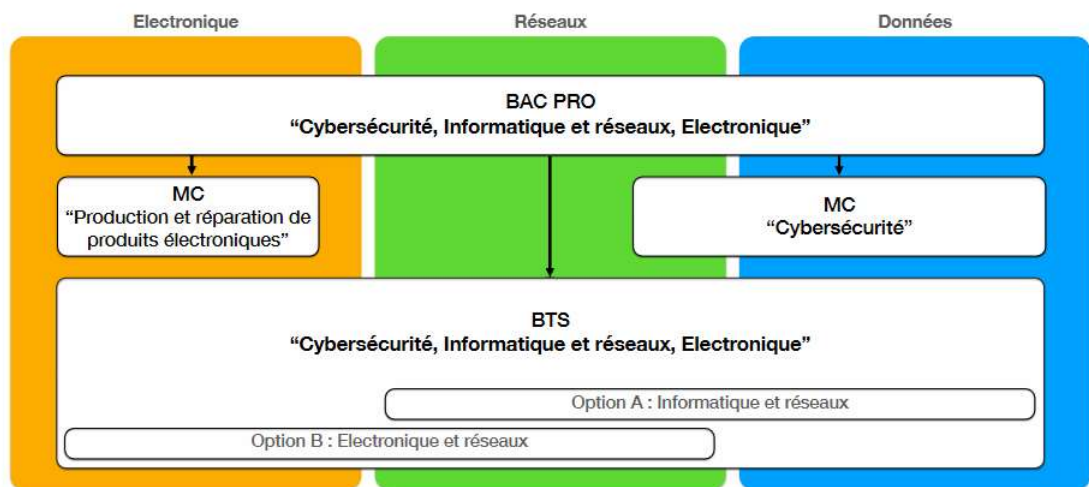 Electronique
Réseaux
Données
BAC PRO
“Cybersécurité, Informatique et réseaux, Electronique”
MC
“Production et réparation de
produits électroniques”
MC
“Cybersécurité”
BTS
“Cybersécurité, Informatique et réseaux, Electronique”
Option A : Informatique et réseaux
Option B : Electronique et réseaux